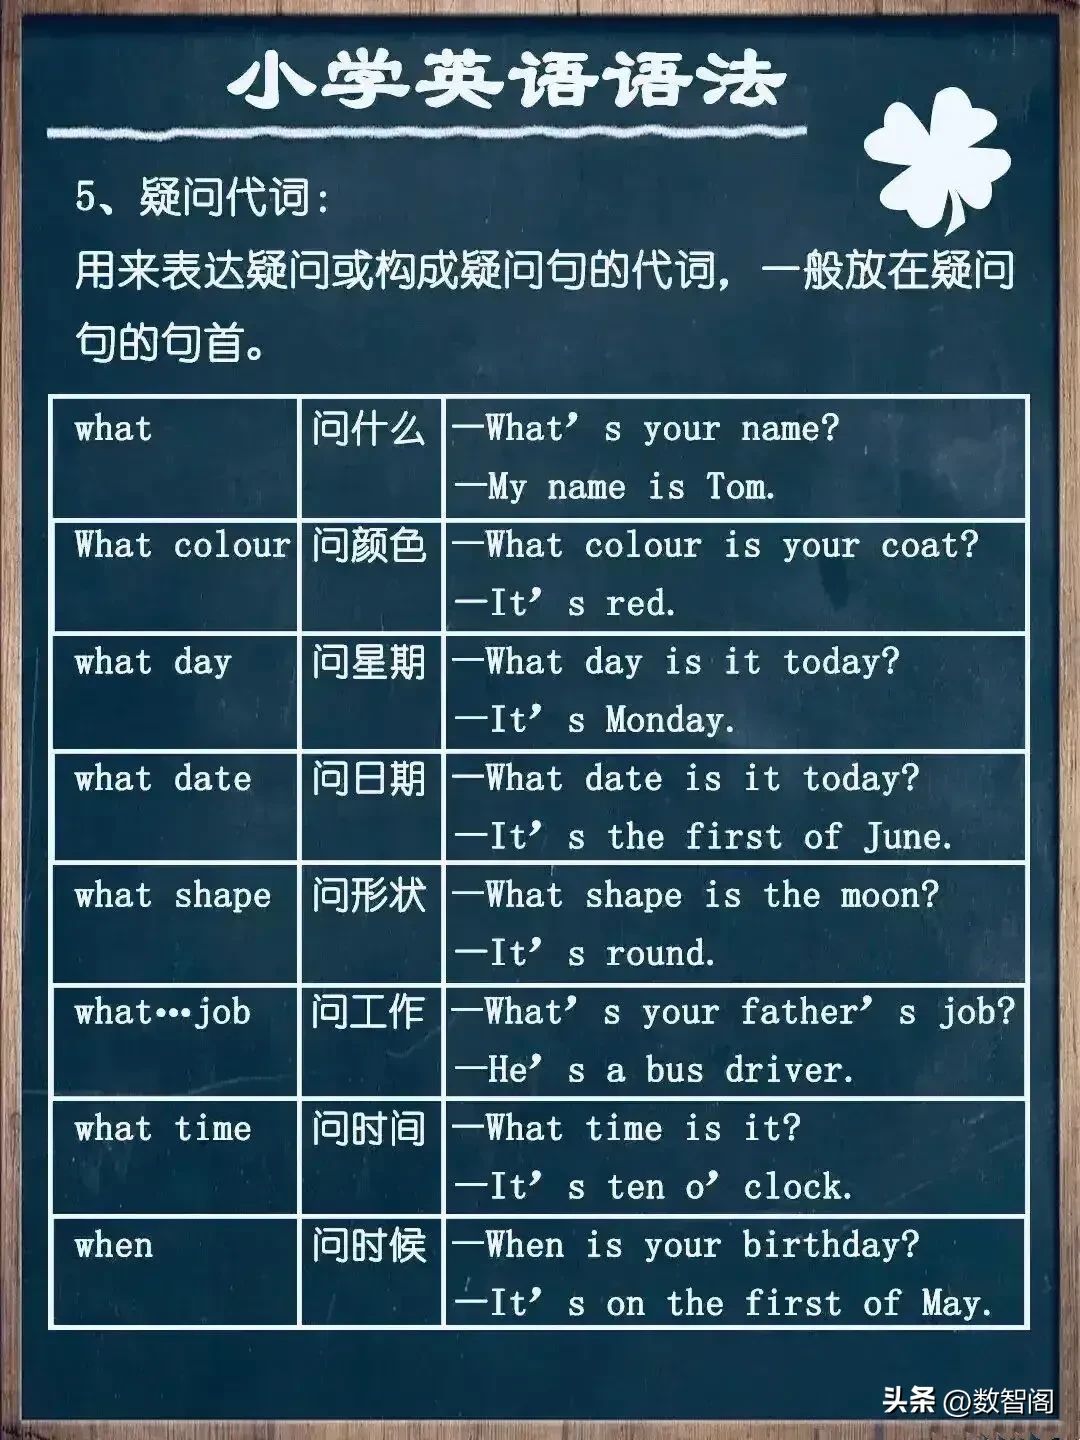 小学英语语法
5、疑问代词:
用来表达疑问或构成疑问句的代词，一般放在疑问
句的句首。
what 问什么 —What’s your name?
—My name is Tom.
What colour 问颜色 —What colour is your coat?
—It’s red.
what day 问星期 —What day is it today?
—It’s Monday.
what date 问日期 —What date is it today?
—It’s the first of June.
what shape 问形状 —What shape is the moon?
—It’s round.
what…job 问工作 —What’s your father’s job?
—He’s a bus driver.
what time 问时间 —What time is it?
—It’s ten o’clock.
when 问时候 —When is your birthday?
—It’s on the first of May.
头条 @数智阁